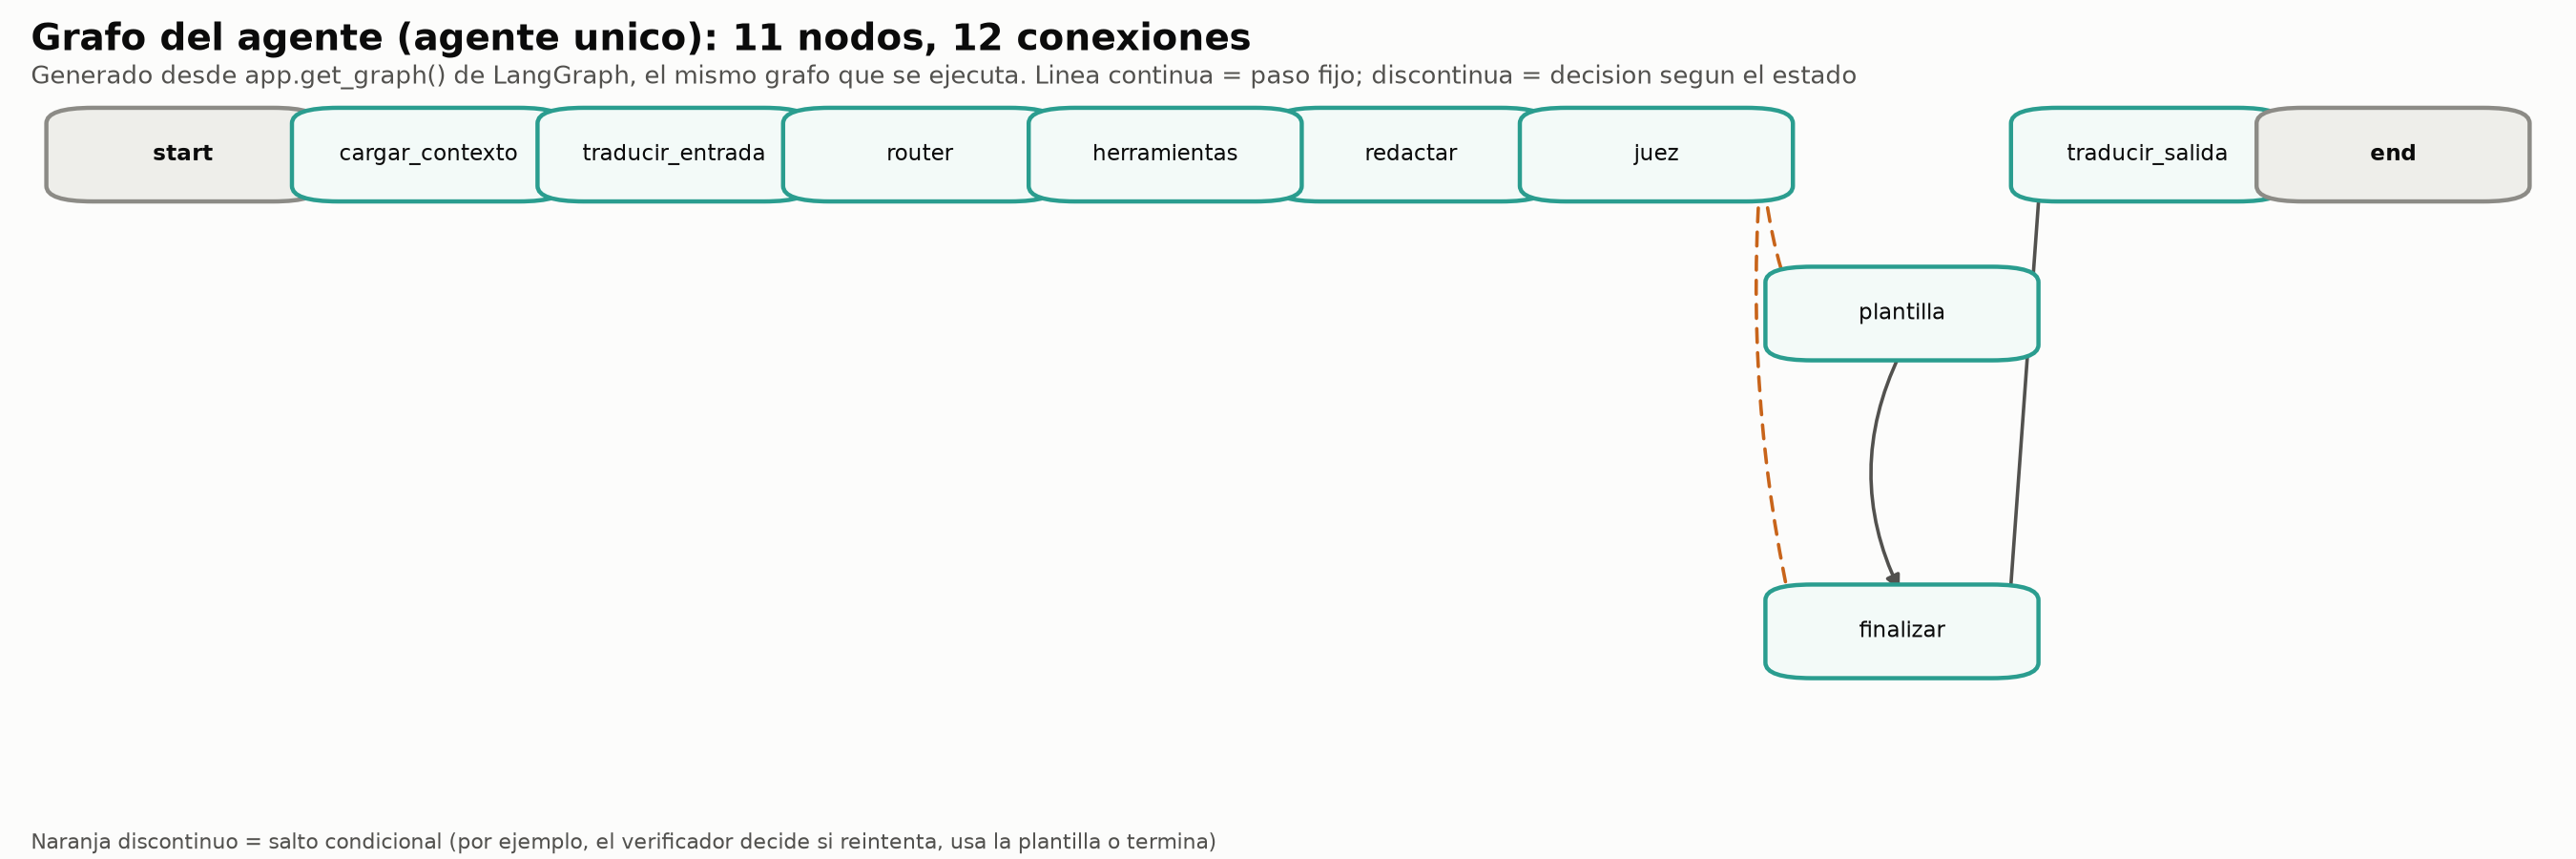 Grafo del agente (agente unico): 11 nodos, 12 conexiones
Generado desde app.get_graph() de LangGraph, el mismo grafo que se ejecuta. Linea continua = paso fijo; discontinua = decision segun el estado
start cargar_contexto traducir_entrada router herramientas redactar juez traducir_salida end
plantilla
finalizar
Naranja discontinuo = salto condicional (por ejemplo, el verificador decide si reintenta, usa la plantilla o termina)